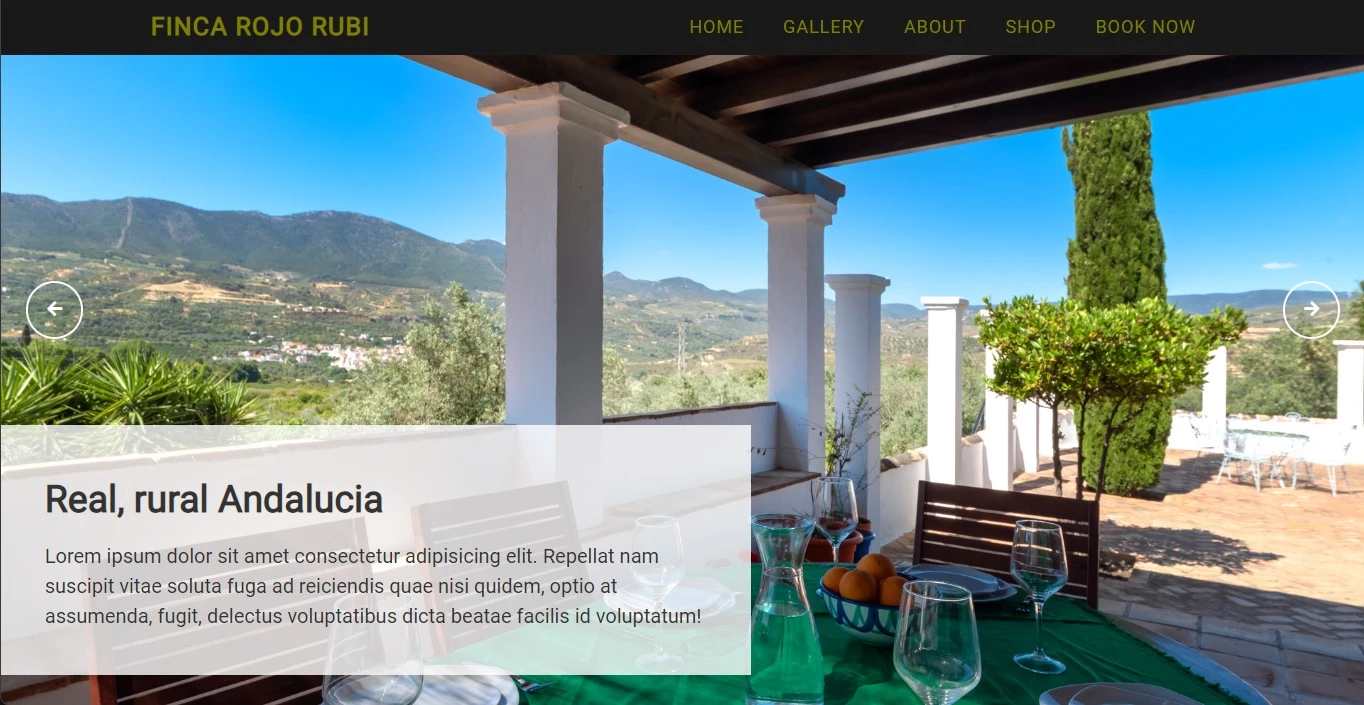 FINCA ROJO RUBI
HOME GALLERY ABOUT SHOP BOOK NOW
Real, rural Andalucia
Lorem ipsum dolor sit amet consectetur adipisicing elit. Repellat nam
suscipit vitae soluta fuga ad reiciendis quae nisi quidem, optio at
assumenda, fugit, delectus voluptatibus dicta beatae facilis id voluptatum!